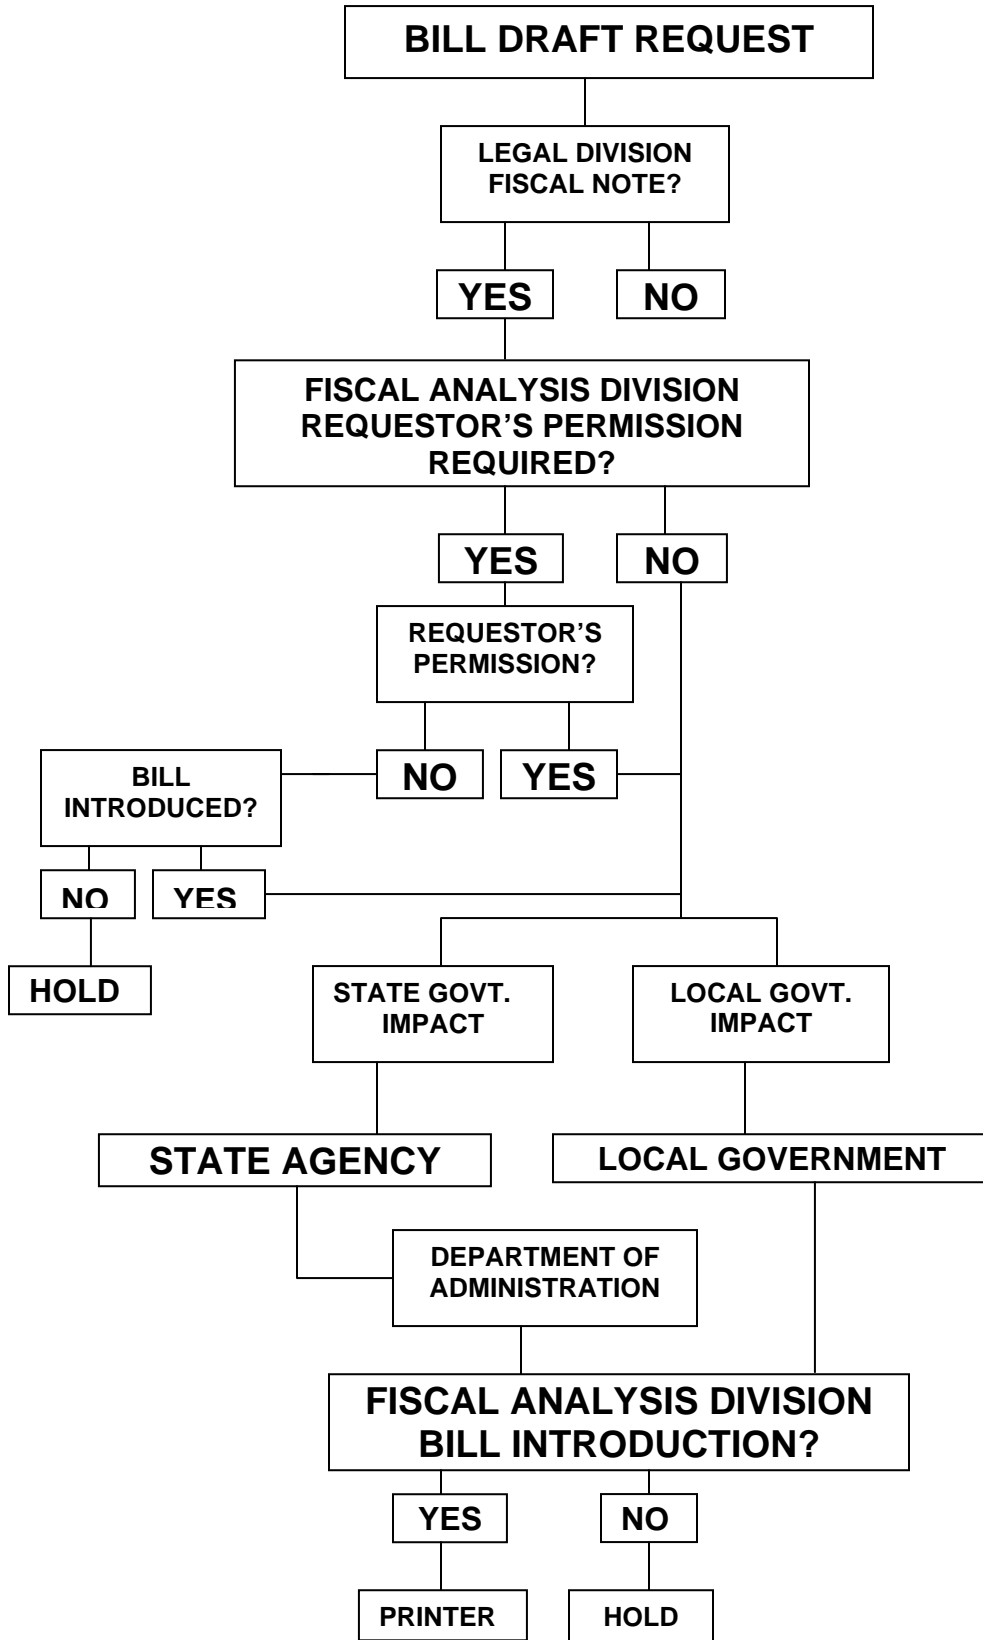 BILL DRAFT REQUEST
LEGAL DIVISION
FISCAL NOTE?
YES
NO
FISCAL ANALYSIS DIVISION
REQUESTOR’S PERMISSION
REQUIRED?
YES
NO
REQUESTOR’S
PERMISSION?
BILL
INTRODUCED?
NO
YES
NO
YES
HOLD
STATE GOVT.
IMPACT
LOCAL GOVT.
IMPACT
STATE AGENCY
LOCAL GOVERNMENT
DEPARTMENT OF
ADMINISTRATION
FISCAL ANALYSIS DIVISION
BILL INTRODUCTION?
YES
NO
PRINTER
HOLD